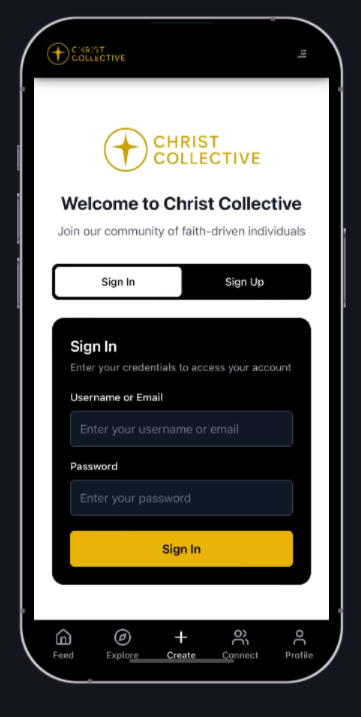 CHRIST
COLLECTIVE
CHRIST
COLLECTIVE
Welcome to Christ Collective
Join our community of faith-driven individuals
Sign In
Sign Up
Sign In
Enter your credentials to access your account
Username or Email
Enter your username or email
Password
Enter your password
Sign In
Feed
Explore
Create
Connect
Profile